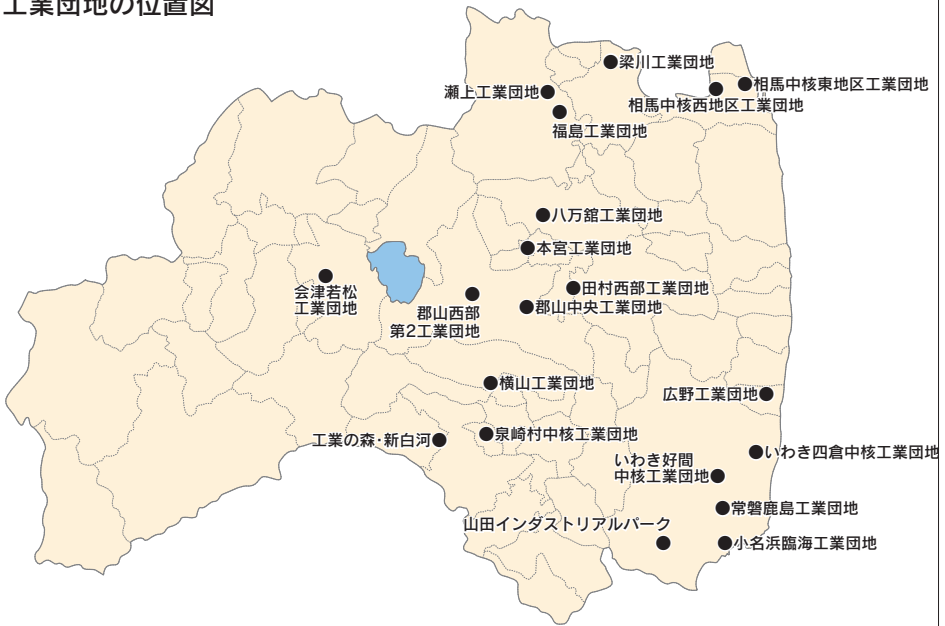 工業団地の位置図
梁川工業団地
瀬上工業団地
相馬中核東地区工業団地
相馬中核西地区工業団地
福島工業団地
八万舘工業団地
本宮工業団地
田村西部工業団地
会津若松
工業団地
郡山西部
第2工業団地
郡山中央工業団地
横山工業団地
広野工業団地
工業の森・新白河
泉崎村中核工業団地
いわき四倉中核工業団地
いわき好間
中核工業団地
常磐鹿島工業団地
山田インダストリアルパーク
小名浜臨海工業団地